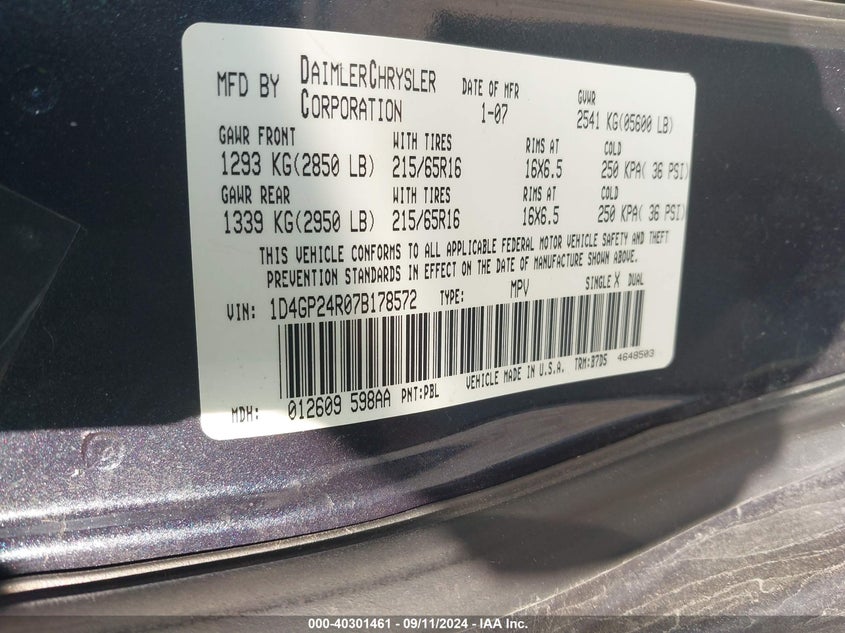 MFD BY DAIMLERCHRYSLER CORPORATION DATE OF MFR 1-07 GVWR 2541 KG(05600 LB)
GAWR FRONT WITH TIRES RIMS AT COLD
1293 KG(2850 LB) 215/65R16 16X6.5 250 KPA( 36 PSI)
GAWR REAR WITH TIRES RIMS AT COLD
1339 KG(2950 LB) 215/65R16 16X6.5 250 KPA( 36 PSI)
THIS VEHICLE CONFORMS TO ALL APPLICABLE FEDERAL MOTOR VEHICLE SAFETY AND THEFT
PREVENTION STANDARDS IN EFFECT ON THE DATE OF MANUFACTURE SHOWN ABOVE.
VIN: 1D4GP24R07B178572 TYPE: MPV SINGLE X DUAL
MDH: 012609 598AA PNT:PBL VEHICLE MADE IN U.S.A. TRM:B7D5 4648503
000-40301461 - 09/11/2024 - IAA Inc.